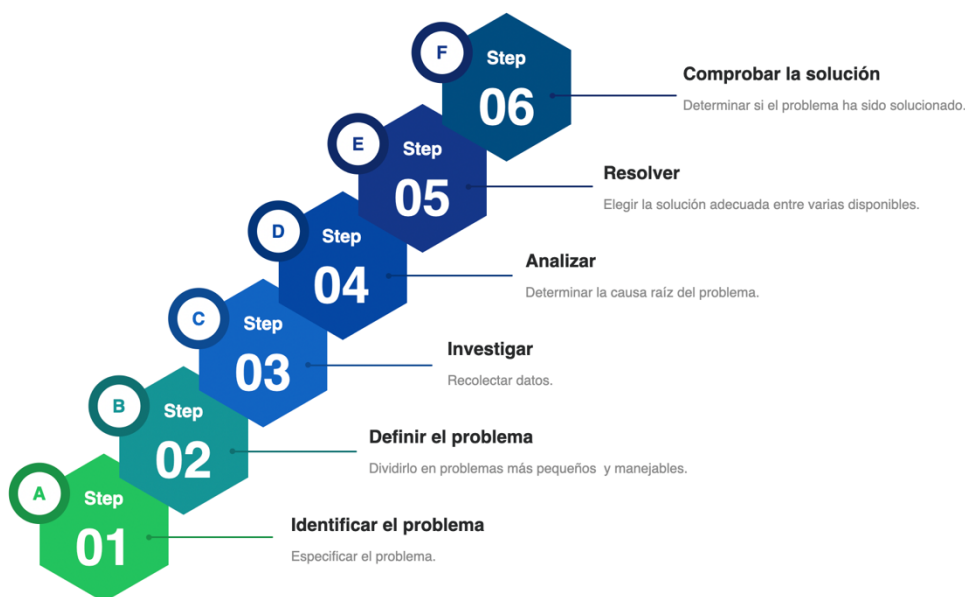 F
Step
06
Comprobar la solución
Determinar si el problema ha sido solucionado.
E
Step
05
Resolver
Elegir la solución adecuada entre varias disponibles.
D
Step
04
Analizar
Determinar la causa raíz del problema.
C
Step
03
Investigar
Recolectar datos.
B
Step
02
Definir el problema
Dividirlo en problemas más pequeños  y manejables.
A
Step
01
Identificar el problema
Especificar el problema.